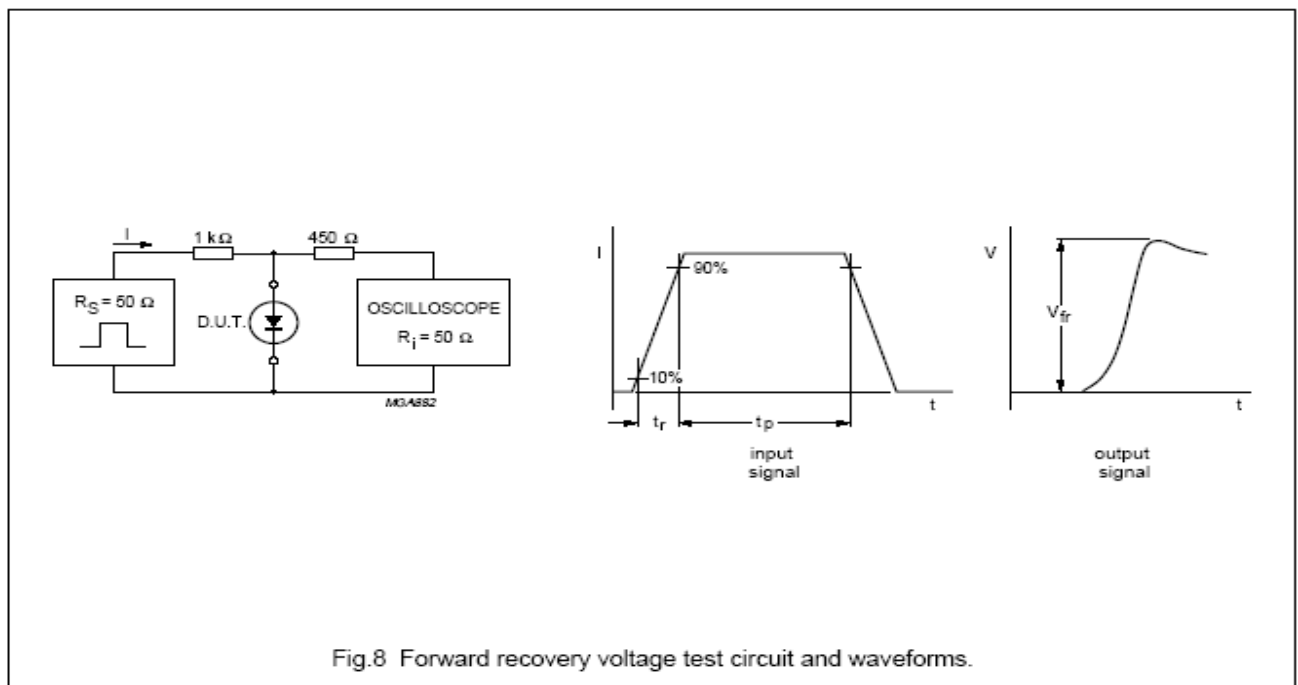 I
1 kΩ
450 Ω
R_S = 50 Ω
D.U.T.
OSCILLOSCOPE
R_i = 50 Ω
MGA882
I
90%
10%
t
t_r
t_p
input
signal
V
V_fr
t
output
signal
Fig.8 Forward recovery voltage test circuit and waveforms.